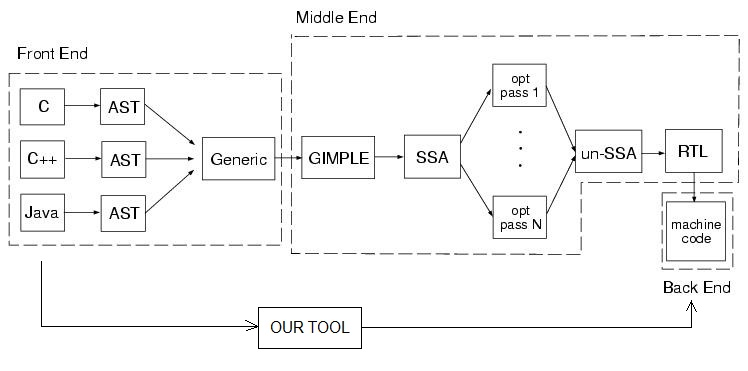 Middle End
Front End
C
AST
C++
AST
Java
AST
Generic
GIMPLE
SSA
opt
pass 1
opt
pass N
un-SSA
RTL
machine
code
Back End
OUR TOOL